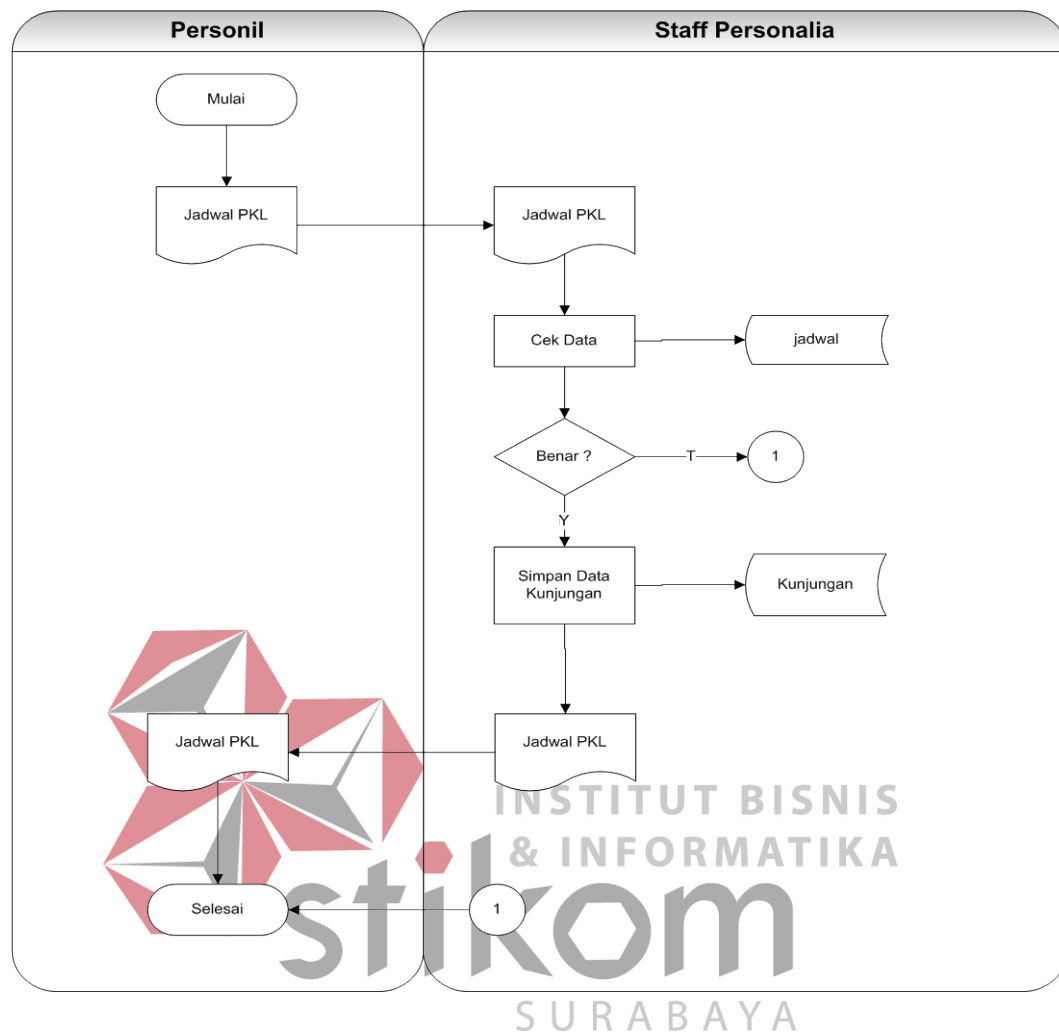 Personil
Staff Personalia
Mulai
Jadwal PKL
Jadwal PKL
Cek Data
jadwal
Benar ?
T
1
Y
Simpan Data
Kunjungan
Kunjungan
Jadwal PKL
Jadwal PKL
INSTITUT BISNIS
& INFORMATIKA
Selesai
1
stikom
SURABAYA